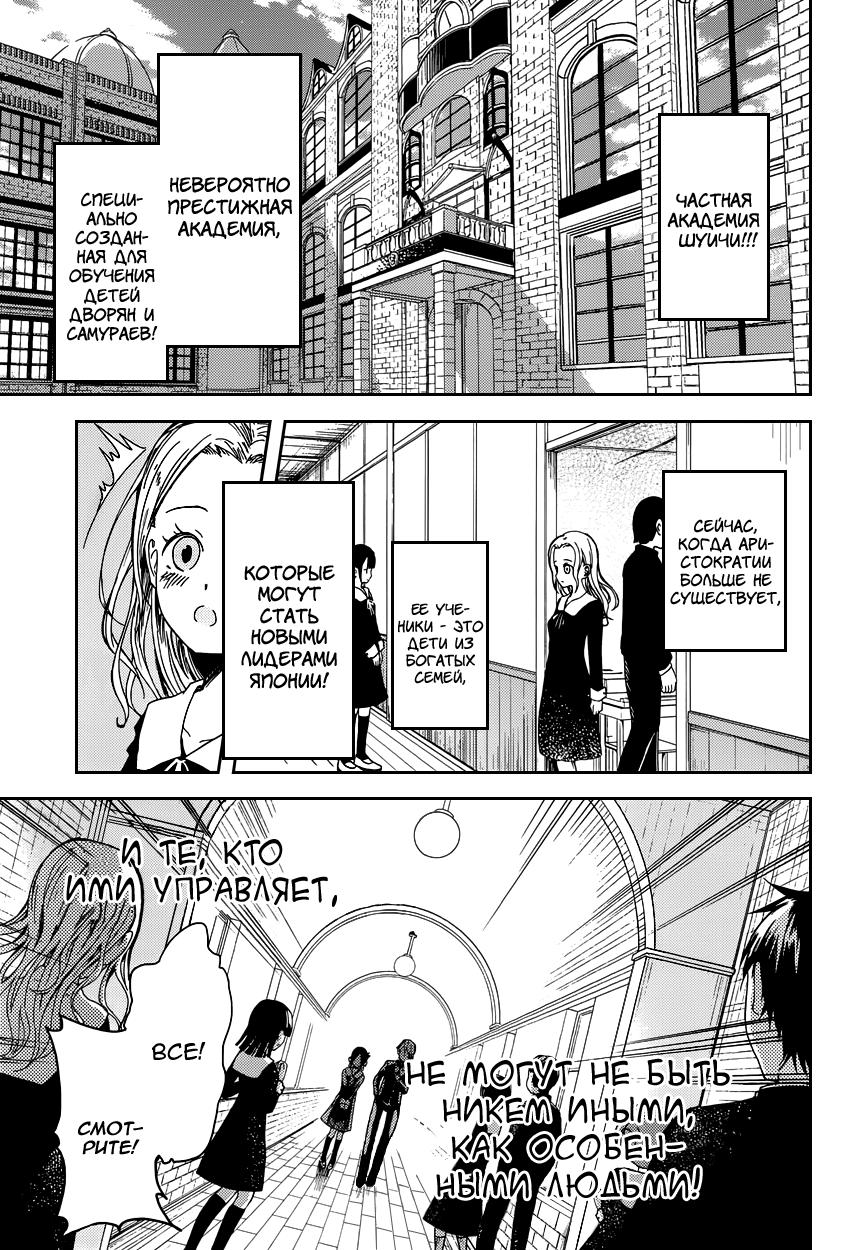 ЧАСТНАЯ
АКАДЕМИЯ
ШУИЧИ!!!
НЕВЕРОЯТНО
ПРЕСТИЖНАЯ
АКАДЕМИЯ,
СПЕЦИ-
АЛЬНО
СОЗДАН-
НАЯ ДЛЯ
ОБУЧЕНИЯ
ДЕТЕЙ
ДВОРЯН И
САМУРАЕВ!
СЕЙЧАС,
КОГДА АРИ-
СТОКРАТИИ
БОЛЬШЕ НЕ
СУЩЕСТВУЕТ,
ЕЕ УЧЕ-
НИКИ - ЭТО
ДЕТИ ИЗ
БОГАТЫХ
СЕМЕЙ,
КОТОРЫЕ
МОГУТ
СТАТЬ
НОВЫМИ
ЛИДЕРАМИ
ЯПОНИИ!
И ТЕ, КТО
ИМИ УПРАВЛЯЕТ,
ВСЕ!
СМОТ-
РИТЕ!
НЕ МОГУТ НЕ БЫТЬ
НИКЕМ ИНЫМИ,
КАК ОСОБЕН-
НЫМИ ЛЮДЬМИ!